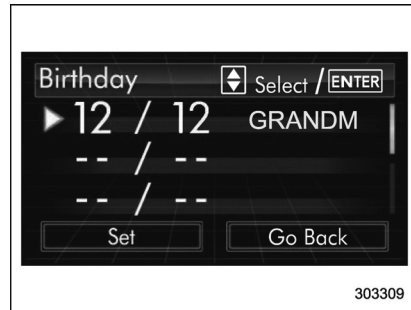 Birthday Select / ENTER
12 / 12 GRANDM
-- / --
-- / --
Set Go Back
303309